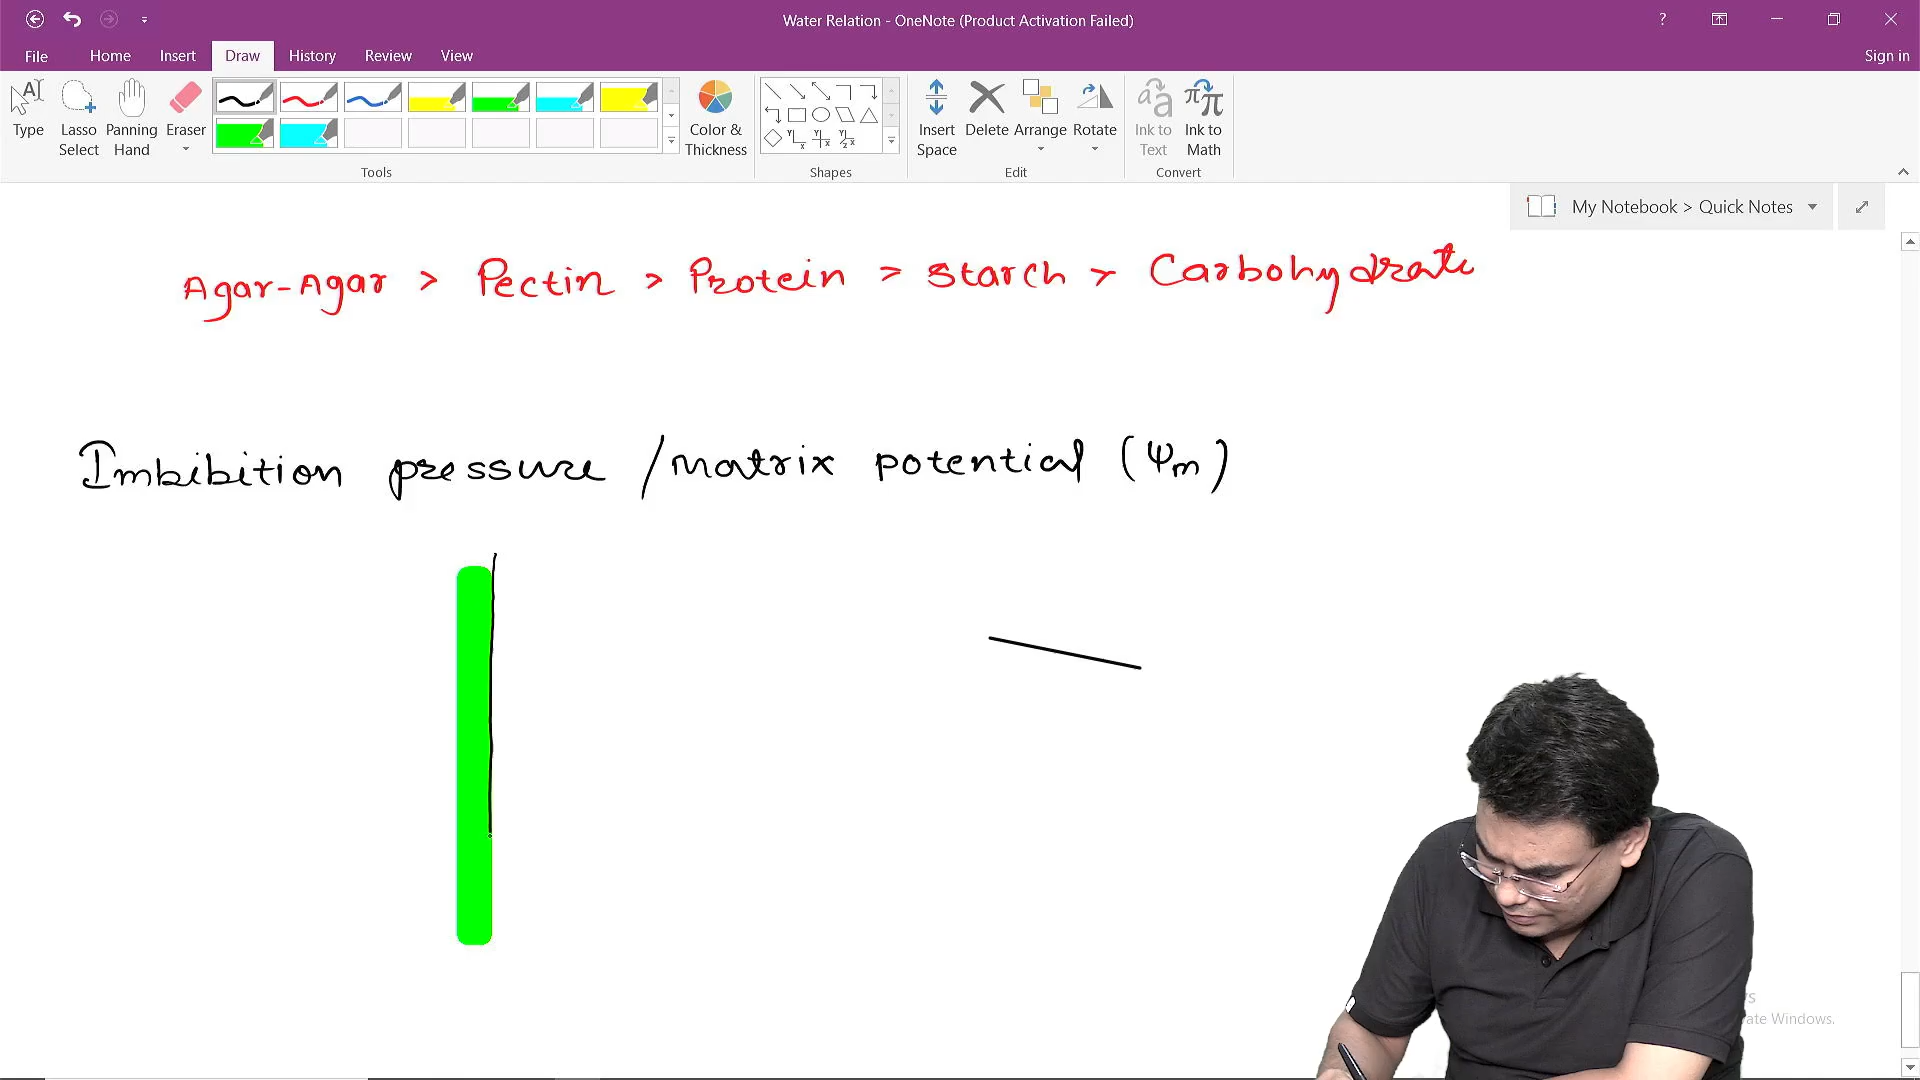 Water Relation - OneNote (Product Activation Failed)
?
File Home Insert Draw History Review View
Sign in
Type
Lasso Select
Panning Hand
Eraser
Color & Thickness
Insert Space
Delete
Arrange
Rotate
Ink to Text
Ink to Math
Tools
Shapes
Edit
Convert
My Notebook > Quick Notes
Agar-Agar > Pectin > Protein > Starch > Carbohydrate
Imbibition pressure / matrix potential (Ψm)
ate Windows.